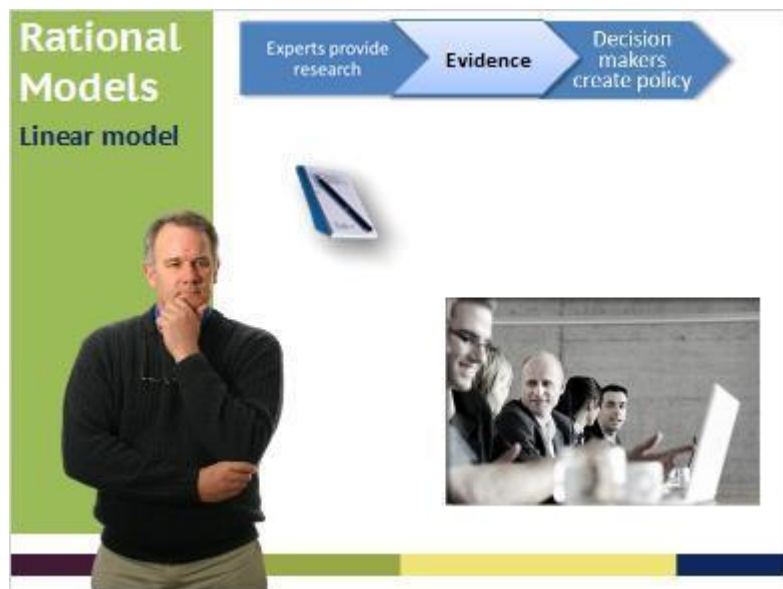 Rational
Models
Linear model
Experts provide
research
Evidence
Decision
makers
create policy